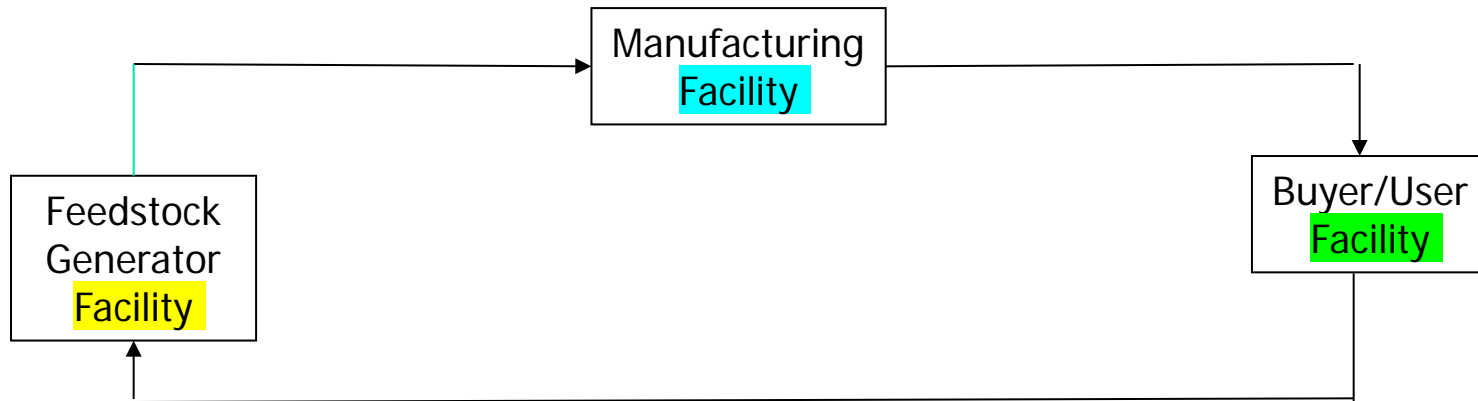 Manufacturing
Facility
Buyer/User
Facility
Feedstock
Generator
Facility